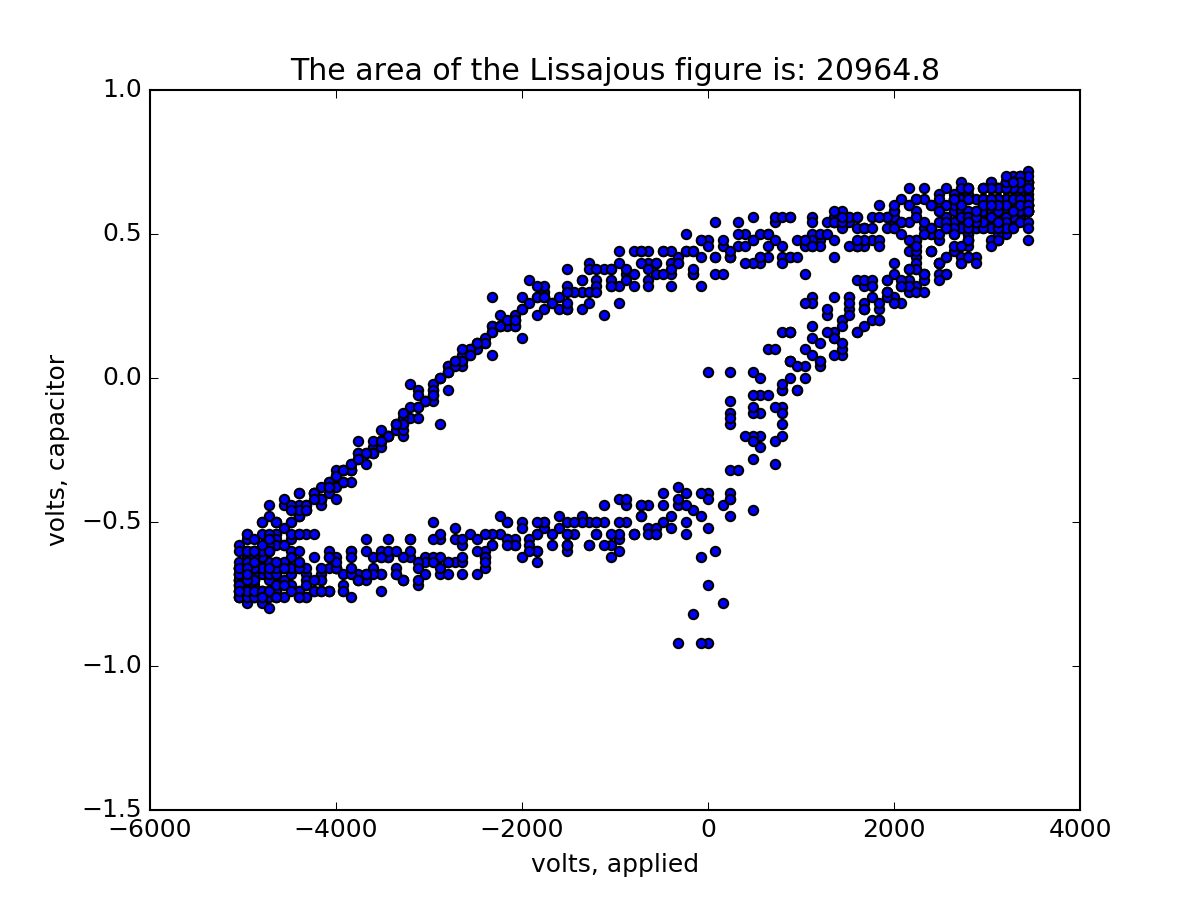 The area of the Lissajous figure is: 20964.8
1.0
0.5
0.0
−0.5
−1.0
−1.5
volts, capacitor
−6000 −4000 −2000 0 2000 4000
volts, applied